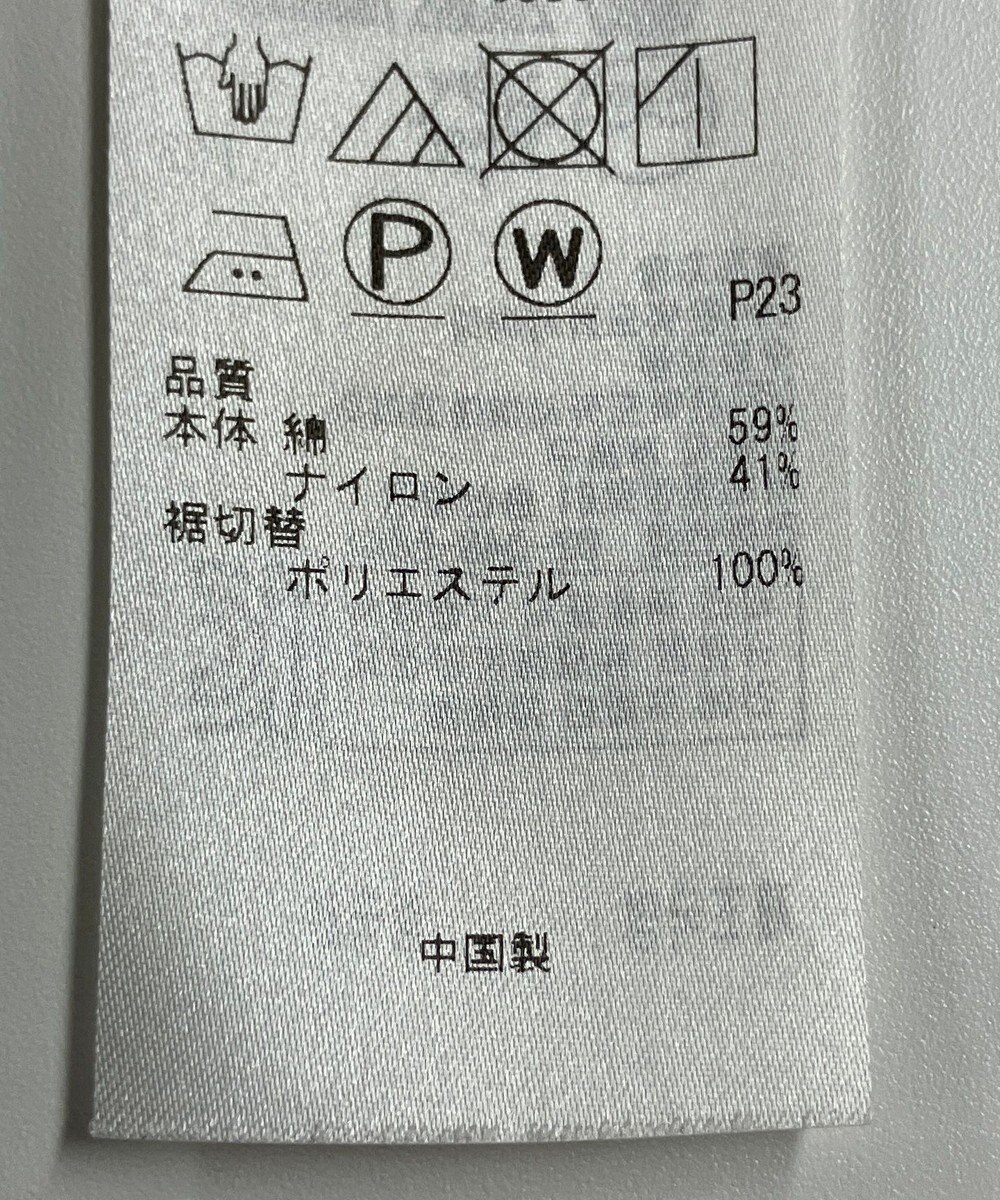 P
W
P23
品質
本体 綿 59%
ナイロン 41%
裾切替
ポリエステル 100%
中国製